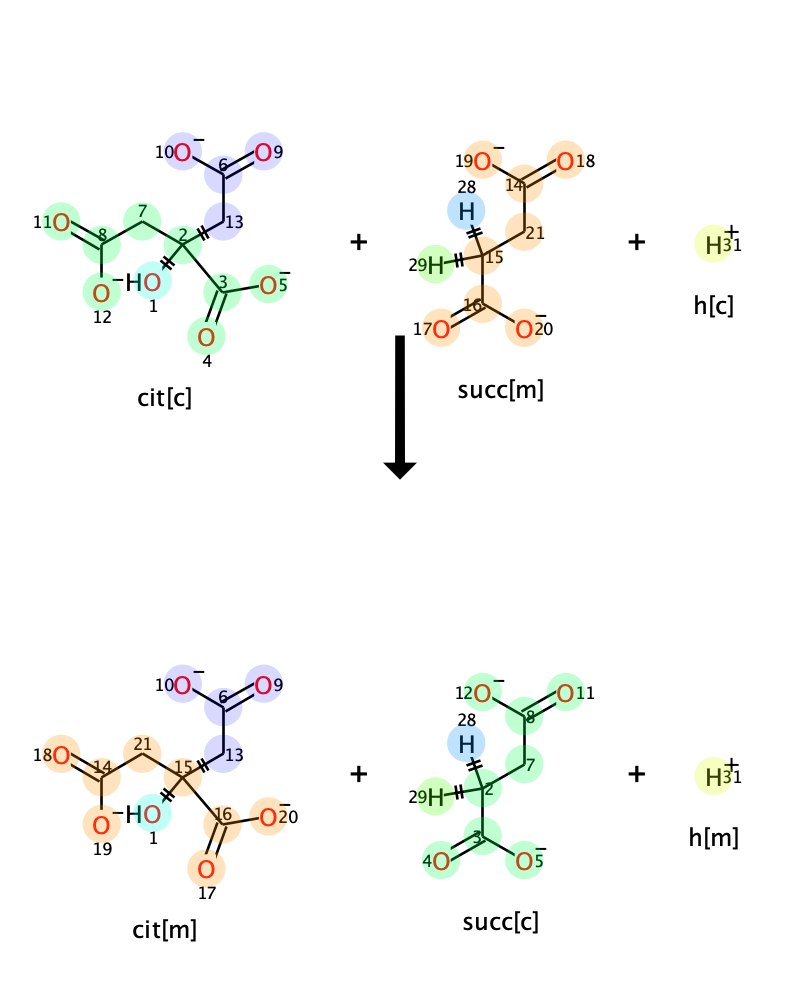 10 O − O 9
6
19 O − O 18
14
28
H
11 O 8 7 2 13
+
29 H 15 21
+
H 31 +
O − HO 3 O − 5
12 1
16
h[c]
O
4
17 O O − 20
cit[c]
succ[m]
10 O − O 9
6
12 O − O 11
8
28
H
18 O 14 21 15 13
+
29 H 2 7
+
H 31 +
O − HO 16 O − 20
19 1
3
h[m]
O
17
4 O O − 5
cit[m]
succ[c]